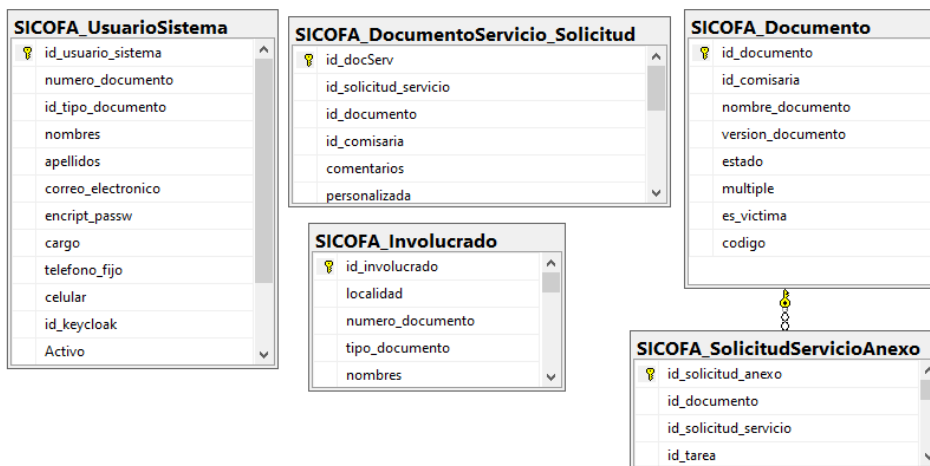 SICOFA_UsuarioSistema
id_usuario_sistema
numero_documento
id_tipo_documento
nombres
apellidos
correo_electronico
encript_passw
cargo
telefono_fijo
celular
id_keycloak
Activo
SICOFA_DocumentoServicio_Solicitud
id_docServ
id_solicitud_servicio
id_documento
id_comisaria
comentarios
personalizada
SICOFA_Involucrado
id_involucrado
localidad
numero_documento
tipo_documento
nombres
SICOFA_Documento
id_documento
id_comisaria
nombre_documento
version_documento
estado
multiple
es_victima
codigo
SICOFA_SolicitudServicioAnexo
id_solicitud_anexo
id_documento
id_solicitud_servicio
id_tarea